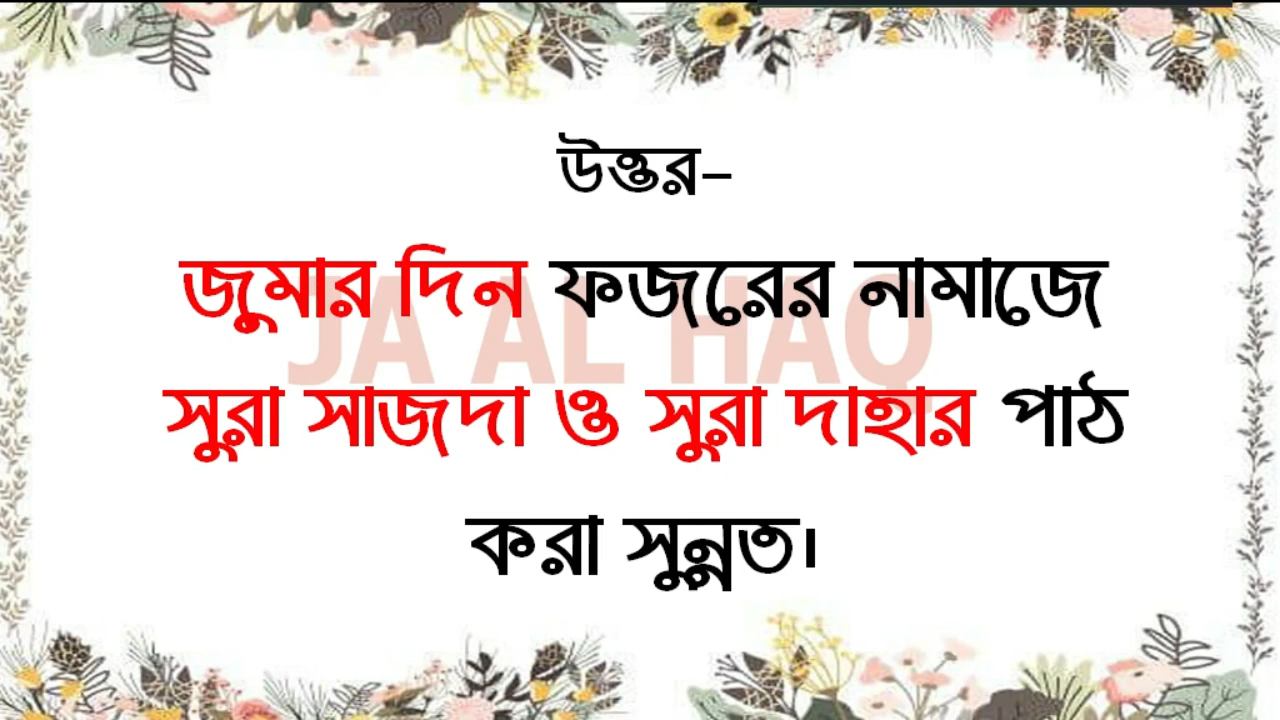 উত্তর–
জুমার দিন ফজরের নামাজে
JA AL HAQ
সুরা সাজদা ও সুরা দাহার পাঠ
করা সুন্নত।